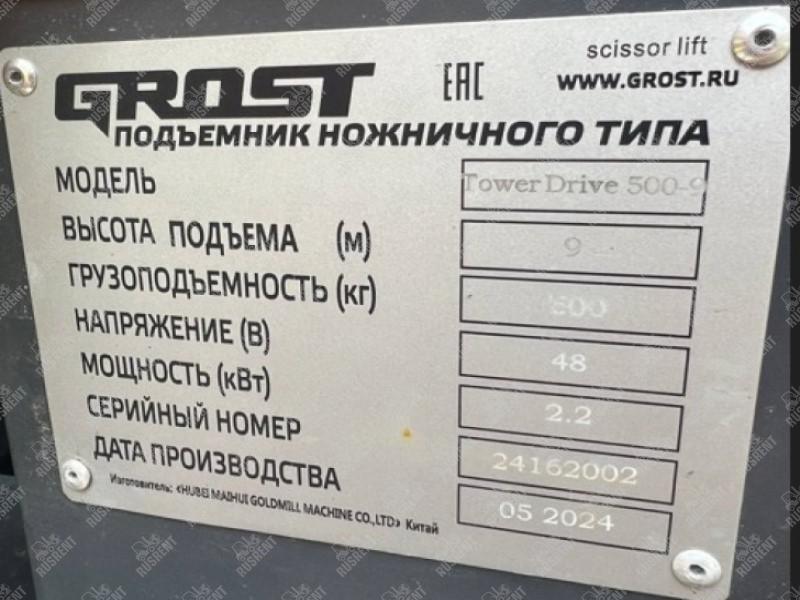 GROST
EAC
scissor lift
WWW.GROST.RU
ПОДЪЕМНИК НОЖНИЧНОГО ТИПА
МОДЕЛЬ Tower Drive 500-9
ВЫСОТА ПОДЪЕМА (м) 9
ГРУЗОПОДЪЕМНОСТЬ (кг) 500
НАПРЯЖЕНИЕ (В) 48
МОЩНОСТЬ (кВт) 2.2
СЕРИЙНЫЙ НОМЕР 24162002
ДАТА ПРОИЗВОДСТВА 05 2024
Изготовитель: «HUBEI MAIHUI GOLDMILL MACHINE CO.,LTD» Китай
RUSRENT